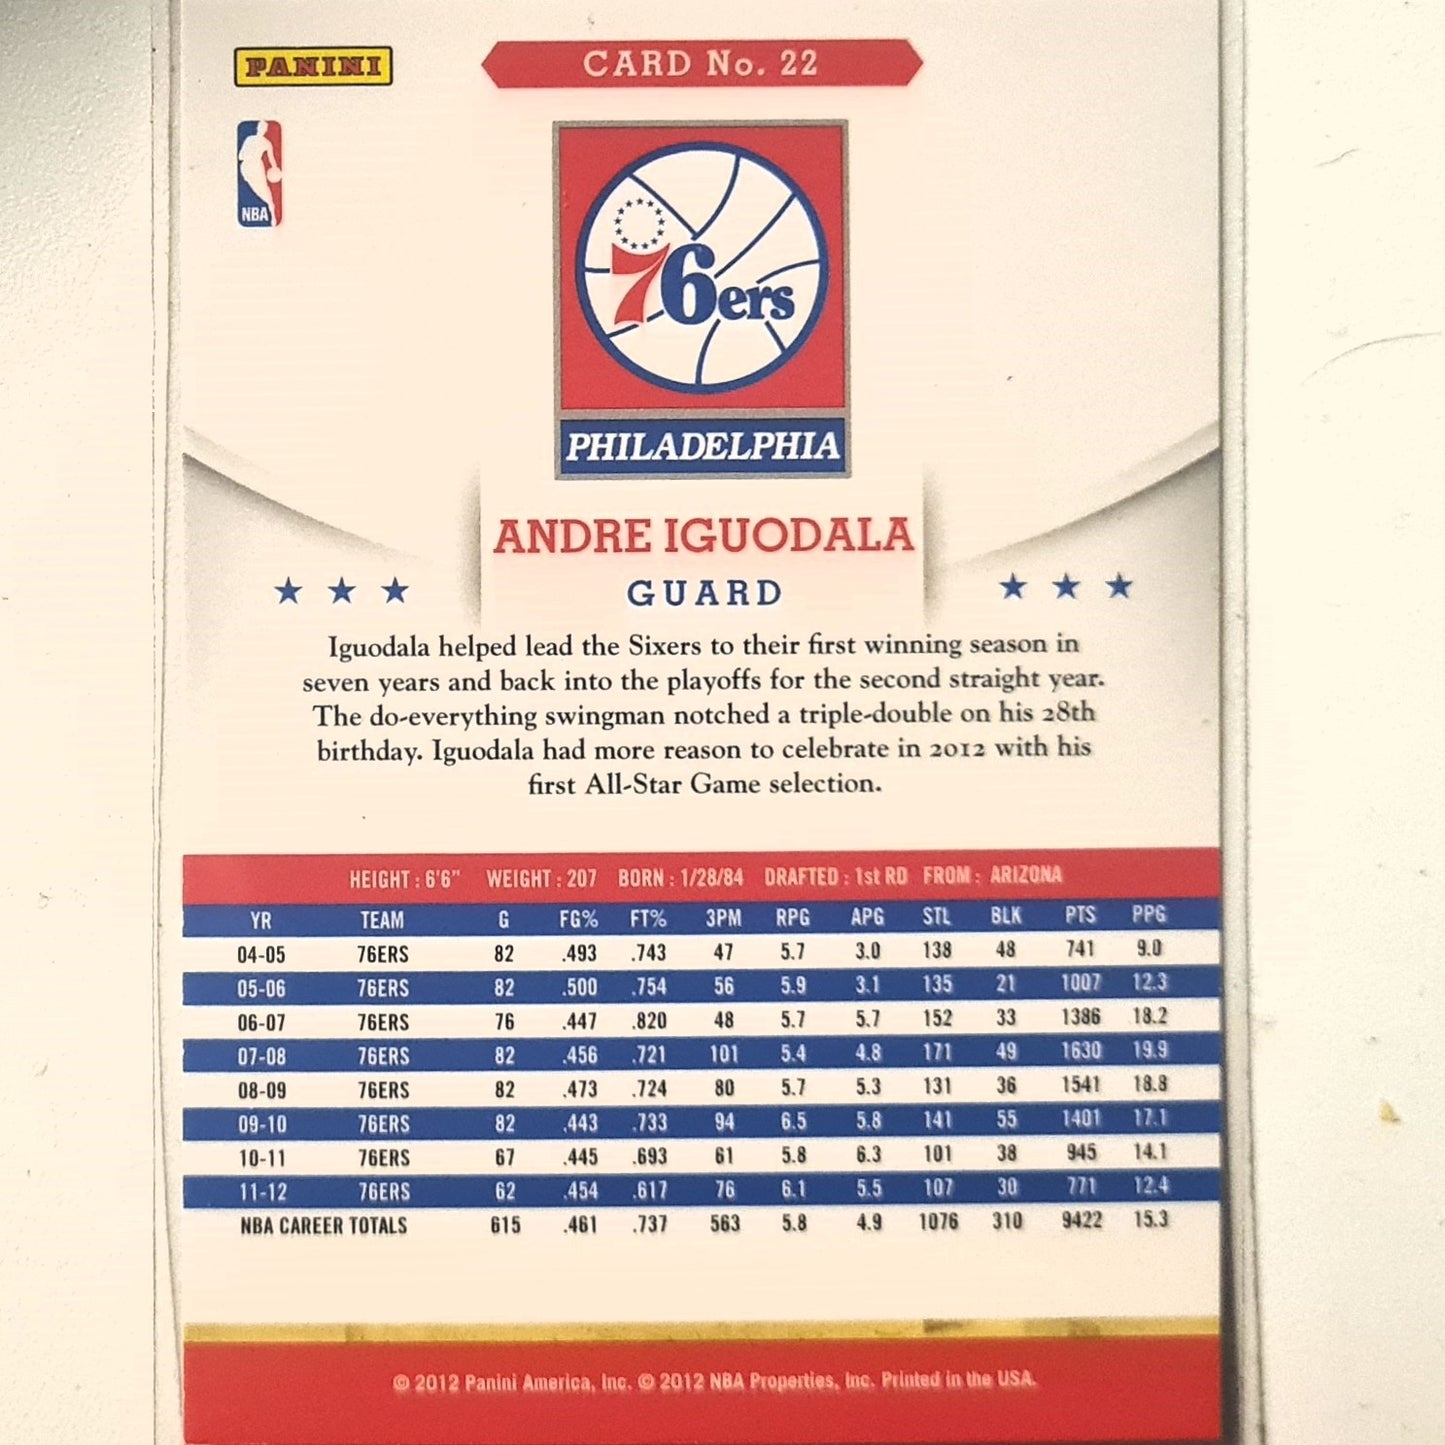 PANINI
CARD No. 22
NBA
76ers
PHILADELPHIA
ANDRE IGUODALA
GUARD
Iguodala helped lead the Sixers to their first winning season in
seven years and back into the playoffs for the second straight year.
The do-everything swingman notched a triple-double on his 28th
birthday. Iguodala had more reason to celebrate in 2012 with his
first All-Star Game selection.
HEIGHT : 6'6" WEIGHT : 207 BORN : 1/28/84 DRAFTED : 1st RD FROM : ARIZONA
YR TEAM G FG% FT% 3PM RPG APG STL BLK PTS PPG
04-05 76ERS 82 .493 .743 47 5.7 3.0 138 48 741 9.0
05-06 76ERS 82 .500 .754 56 5.9 3.1 135 21 1007 12.3
06-07 76ERS 76 .447 .820 48 5.7 5.7 152 33 1386 18.2
07-08 76ERS 82 .456 .721 101 5.4 4.8 171 49 1630 19.9
08-09 76ERS 82 .473 .724 80 5.7 5.3 131 36 1541 18.8
09-10 76ERS 82 .443 .733 94 6.5 5.8 141 55 1401 17.1
10-11 76ERS 67 .445 .693 61 5.8 6.3 101 38 945 14.1
11-12 76ERS 62 .454 .617 76 6.1 5.5 107 30 771 12.4
NBA CAREER TOTALS 615 .461 .737 563 5.8 4.9 1076 310 9422 15.3
© 2012 Panini America, Inc. © 2012 NBA Properties, Inc. Printed in the USA.